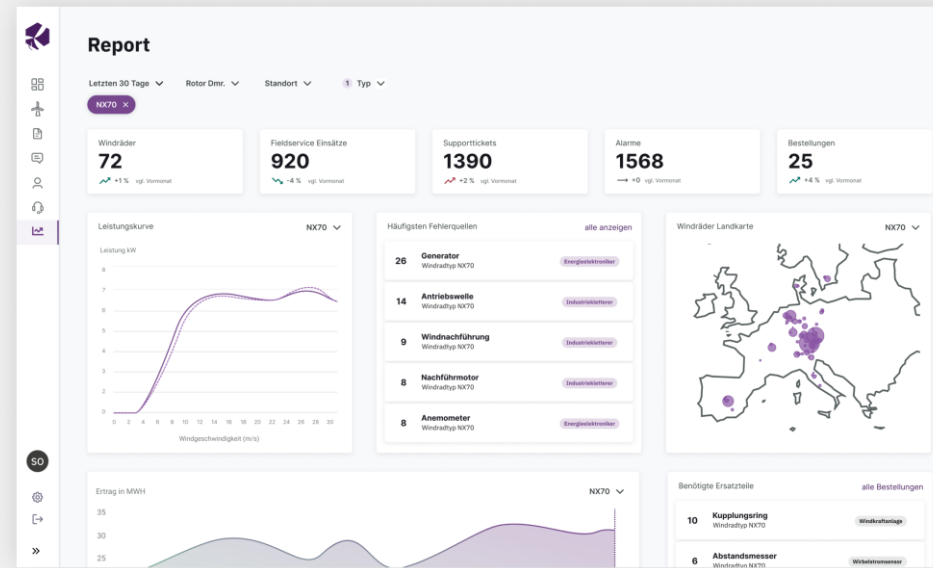 Report
Letzten 30 Tage Rotor Dmr. Standort 1 Typ
NX70 ×
Windräder
72
+1 % vgl. Vormonat
Fieldservice Einsätze
920
-4 % vgl. Vormonat
Supporttickets
1390
+2 % vgl. Vormonat
Alarme
1568
+0 vgl. Vormonat
Bestellungen
25
+4 % vgl. Vormonat
Leistungskurve NX70
Leistung kW
8
7
6
5
4
3
2
0
0 2 4 6 8 10 12 14 16 18 20 22 24 26 28 30
Windgeschwindigkeit (m/s)
Häufigsten Fehlerquellen alle anzeigen
26 Generator Energieelektroniker
Windradtyp NX70
14 Antriebswelle Industriekletterer
Windradtyp NX70
9 Windnachführung Industriekletterer
Windradtyp NX70
8 Nachführmotor Industriekletterer
Windradtyp NX70
8 Anemometer Energieelektroniker
Windradtyp NX70
Windräder Landkarte NX70
SO
Ertrag in MWH NX70
35
30
25
Benötigte Ersatzteile alle Bestellungen
10 Kupplungsring Windkraftanlage
Windradtyp NX70
6 Abstandsmesser Wirbelstromsensor
Windradtyp NX70